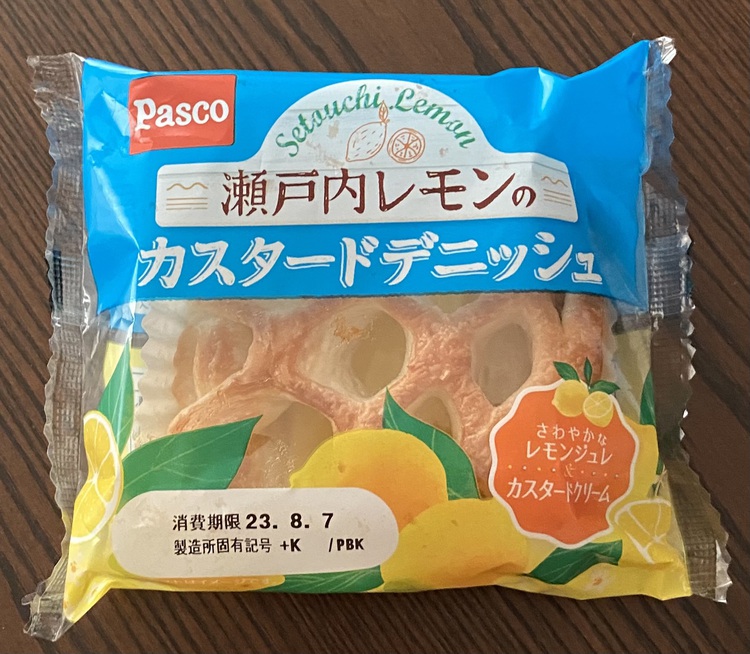 Pasco
Setouchi Lemon
瀬戸内レモンの
カスタードデニッシュ
さわやかな
レモンジュレ
と
カスタードクリーム
消費期限 23. 8. 7
製造所固有記号 +K /PBK